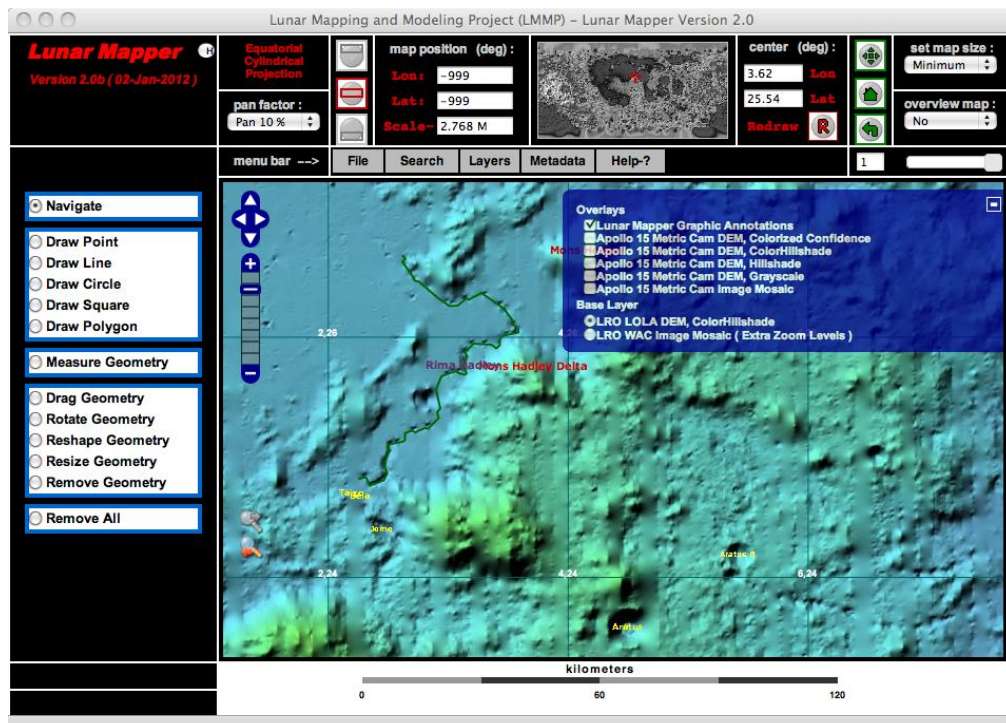 Lunar Mapping and Modeling Project (LMMP) – Lunar Mapper Version 2.0
Lunar Mapper
H
Version 2.0b ( 02-Jan-2012 )
Equatorial
Cylindrical
Projection
pan factor :
Pan 10 %
map position (deg) :
Lon: -999
Lat: -999
Scale~ 2.768 M
center (deg) :
3.62 Lon
25.54 Lat
Redraw R
set map size :
Minimum
overview map :
No
menu bar -->
File Search Layers Metadata Help-?
1
Navigate
Draw Point
Draw Line
Draw Circle
Draw Square
Draw Polygon
Measure Geometry
Drag Geometry
Rotate Geometry
Reshape Geometry
Resize Geometry
Remove Geometry
Remove All
Overlays
Lunar Mapper Graphic Annotations
Apollo 15 Metric Cam DEM, Colorized Confidence
Apollo 15 Metric Cam DEM, ColorHillshade
Apollo 15 Metric Cam DEM, Hillshade
Apollo 15 Metric Cam DEM, Grayscale
Apollo 15 Metric Cam Image Mosaic
Base Layer
LRO LOLA DEM, ColorHillshade
LRO WAC Image Mosaic ( Extra Zoom Levels )
2,26
Rima Hadley
Mons Hadley Delta
Bela
Jomo
Aratus B
2,24 4,24 6,24
Aratus
kilometers
0 60 120